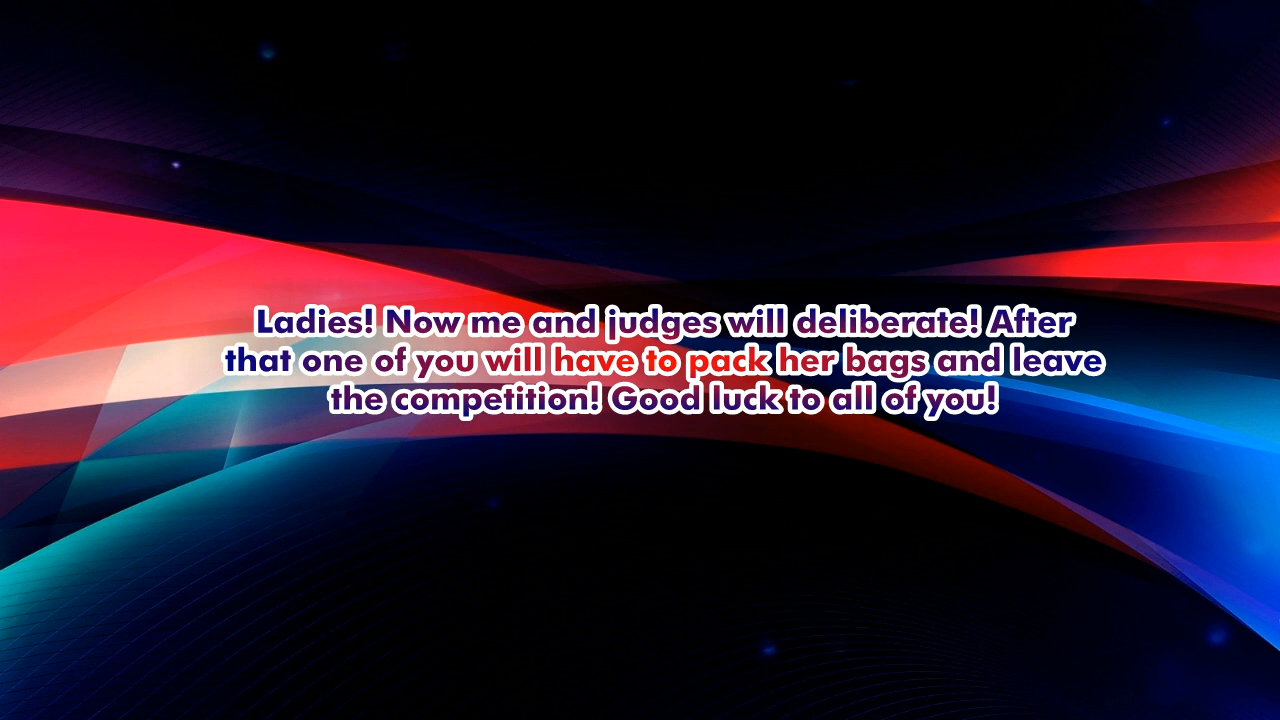 Ladies! Now me and judges will deliberate! After
that one of you will have to pack her bags and leave
the competition! Good luck to all of you!